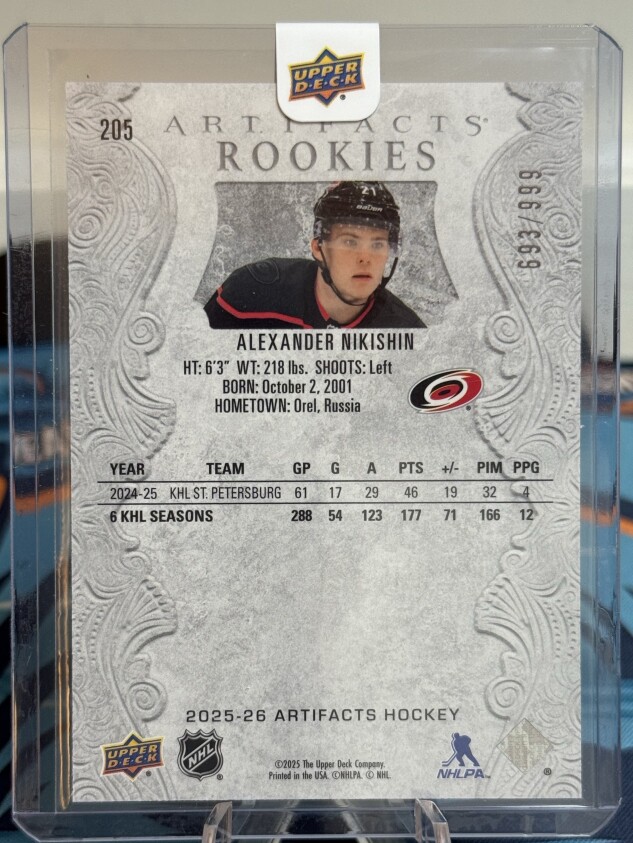 UPPER
D·E·C·K
205
ARTIFACTS
ROOKIES
693/999
21
ALEXANDER NIKISHIN
HT: 6'3" WT: 218 lbs. SHOOTS: Left
BORN: October 2, 2001
HOMETOWN: Orel, Russia
YEAR TEAM GP G A PTS +/- PIM PPG
2024-25 KHL ST. PETERSBURG 61 17 29 46 19 32 4
6 KHL SEASONS 288 54 123 177 71 166 12
2025-26 ARTIFACTS HOCKEY
UPPER
D·E·C·K
NHL
©2025 The Upper Deck Company.
Printed in the USA. ©NHLPA. © NHL.
NHLPA